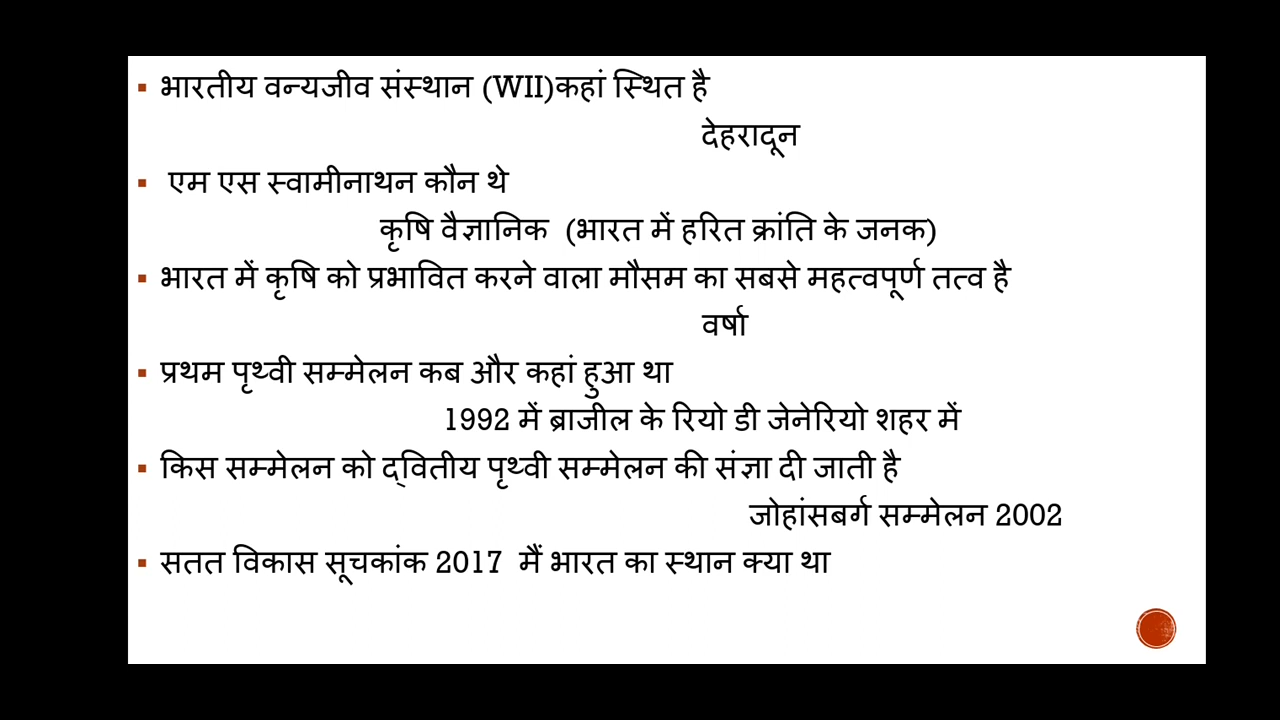 भारतीय वन्यजीव संस्थान (WII)कहां स्थित है
देहरादून
एम एस स्वामीनाथन कौन थे
कृषि वैज्ञानिक (भारत में हरित क्रांति के जनक)
भारत में कृषि को प्रभावित करने वाला मौसम का सबसे महत्वपूर्ण तत्व है
वर्षा
प्रथम पृथ्वी सम्मेलन कब और कहां हुआ था
1992 में ब्राजील के रियो डी जेनेरियो शहर में
किस सम्मेलन को द्वितीय पृथ्वी सम्मेलन की संज्ञा दी जाती है
जोहांसबर्ग सम्मेलन 2002
सतत विकास सूचकांक 2017 मैं भारत का स्थान क्या था